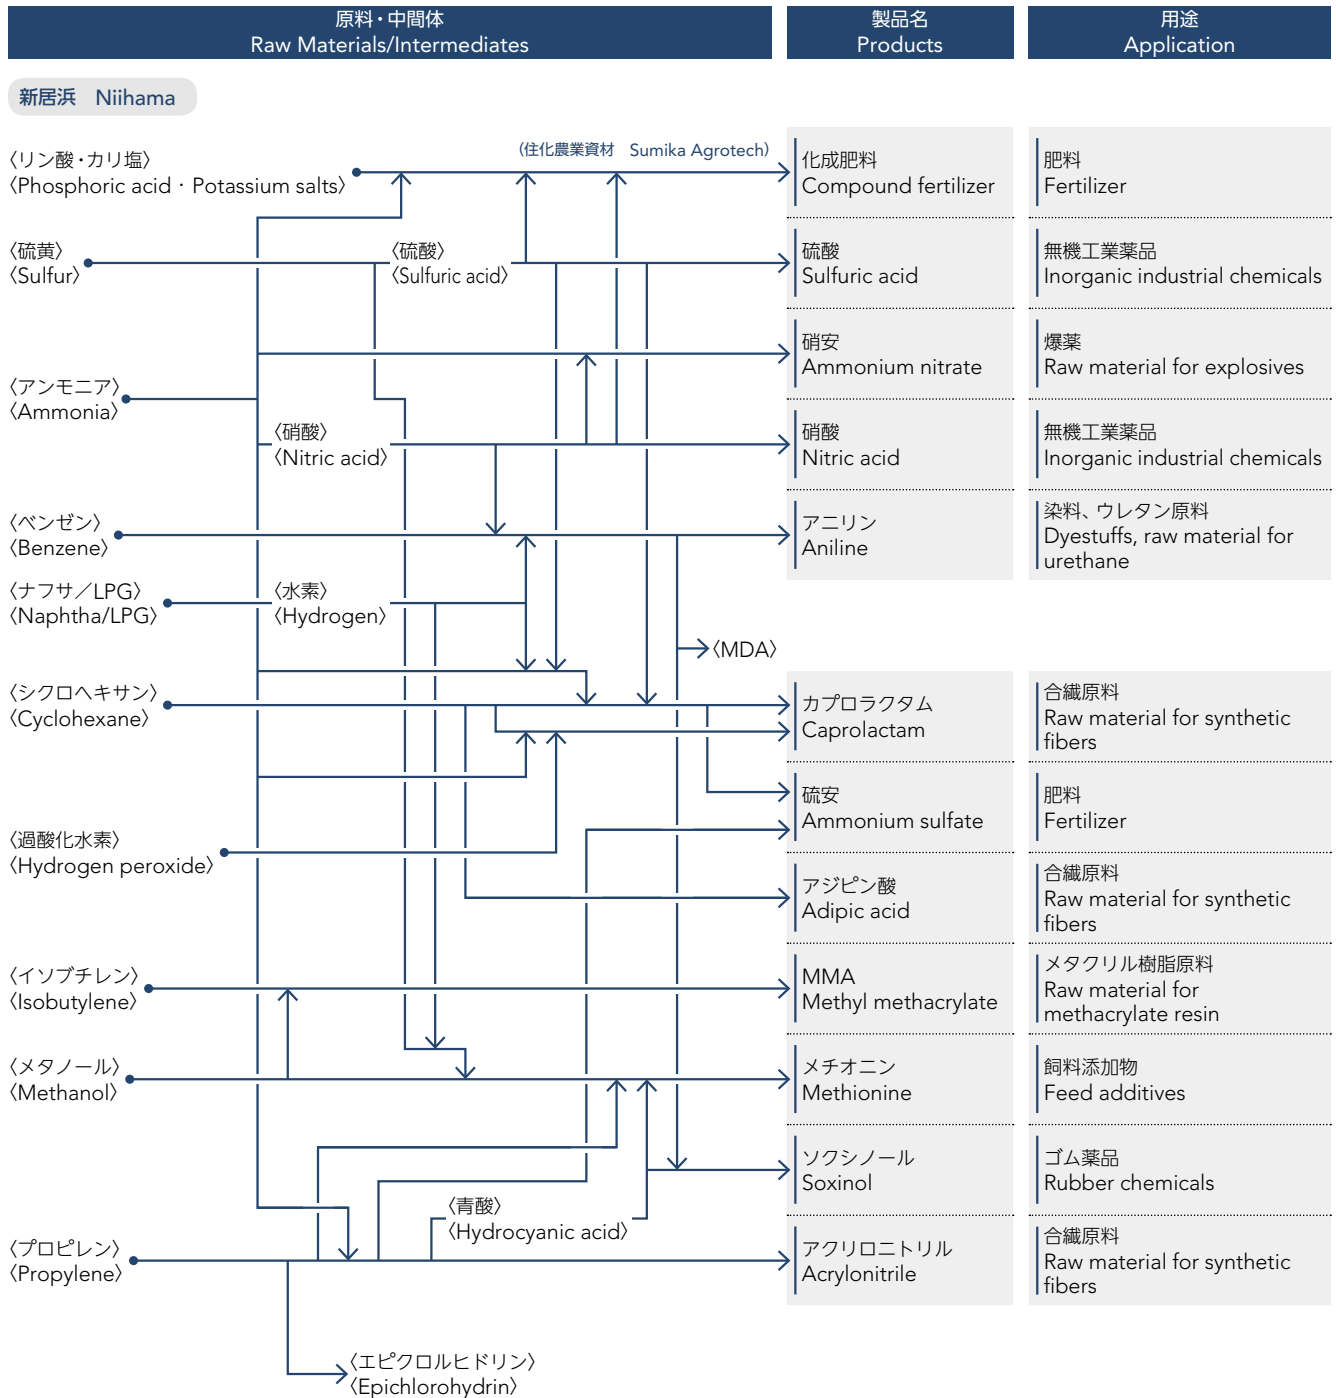 原料・中間体
Raw Materials/Intermediates
製品名
Products
用途
Application
新居浜 Niihama
〈リン酸・カリ塩〉
〈Phosphoric acid・Potassium salts〉
(住化農業資材 Sumika Agrotech)
化成肥料
Compound fertilizer
肥料
Fertilizer
〈硫黄〉
〈Sulfur〉
〈硫酸〉
〈Sulfuric acid〉
硫酸
Sulfuric acid
無機工業薬品
Inorganic industrial chemicals
硝安
Ammonium nitrate
爆薬
Raw material for explosives
〈アンモニア〉
〈Ammonia〉
〈硝酸〉
〈Nitric acid〉
硝酸
Nitric acid
無機工業薬品
Inorganic industrial chemicals
〈ベンゼン〉
〈Benzene〉
アニリン
Aniline
染料、ウレタン原料
Dyestuffs, raw material for
urethane
〈ナフサ／LPG〉
〈Naphtha/LPG〉
〈水素〉
〈Hydrogen〉
〈MDA〉
〈シクロヘキサン〉
〈Cyclohexane〉
カプロラクタム
Caprolactam
合繊原料
Raw material for synthetic
fibers
硫安
Ammonium sulfate
肥料
Fertilizer
〈過酸化水素〉
〈Hydrogen peroxide〉
アジピン酸
Adipic acid
合繊原料
Raw material for synthetic
fibers
〈イソブチレン〉
〈Isobutylene〉
MMA
Methyl methacrylate
メタクリル樹脂原料
Raw material for
methacrylate resin
〈メタノール〉
〈Methanol〉
メチオニン
Methionine
飼料添加物
Feed additives
ソクシノール
Soxinol
ゴム薬品
Rubber chemicals
〈青酸〉
〈Hydrocyanic acid〉
〈プロピレン〉
〈Propylene〉
アクリロニトリル
Acrylonitrile
合繊原料
Raw material for synthetic
fibers
〈エピクロルヒドリン〉
〈Epichlorohydrin〉